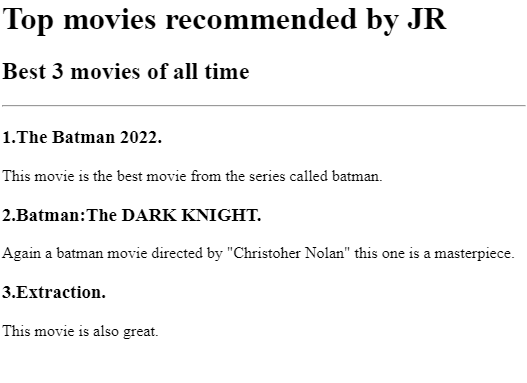 Top movies recommended by JR
Best 3 movies of all time
1.The Batman 2022.
This movie is the best movie from the series called batman.
2.Batman:The DARK KNIGHT.
Again a batman movie directed by "Christoher Nolan" this one is a masterpiece.
3.Extraction.
This movie is also great.